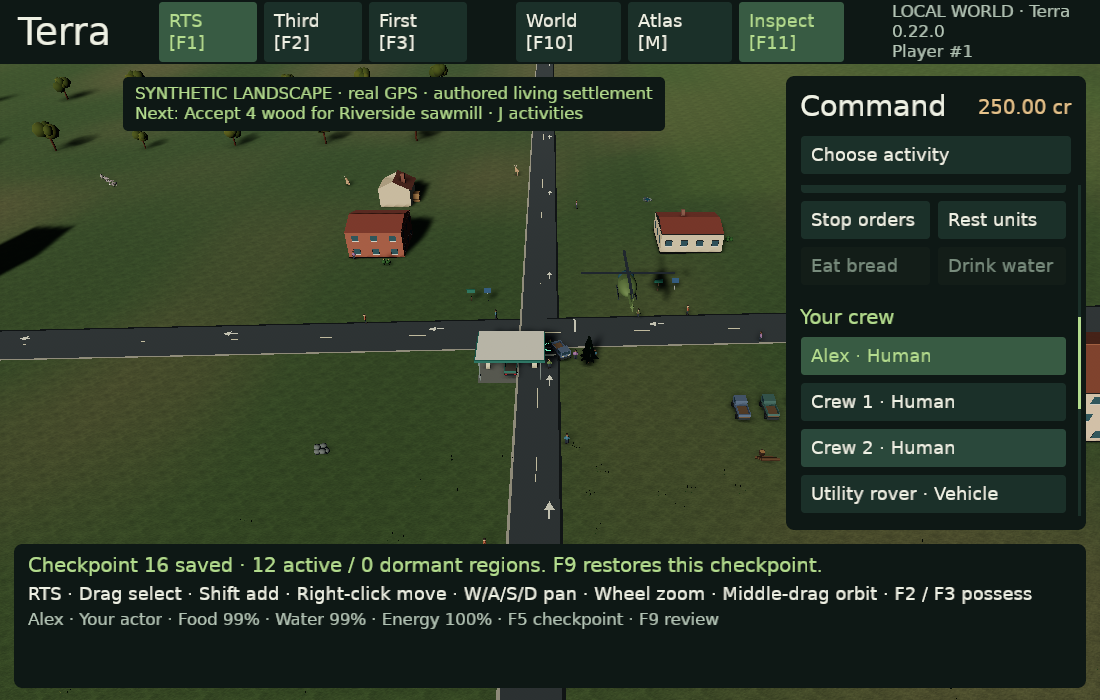 Terra
RTS
[F1]
Third
[F2]
First
[F3]
World
[F10]
Atlas
[M]
Inspect
[F11]
LOCAL WORLD · Terra
0.22.0
Player #1
SYNTHETIC LANDSCAPE · real GPS · authored living settlement
Next: Accept 4 wood for Riverside sawmill · J activities
Command
250.00 cr
Choose activity
Stop orders
Rest units
Eat bread
Drink water
Your crew
Alex · Human
Crew 1 · Human
Crew 2 · Human
Utility rover · Vehicle
Checkpoint 16 saved · 12 active / 0 dormant regions. F9 restores this checkpoint.
RTS · Drag select · Shift add · Right-click move · W/A/S/D pan · Wheel zoom · Middle-drag orbit · F2 / F3 possess
Alex · Your actor · Food 99% · Water 99% · Energy 100% · F5 checkpoint · F9 review